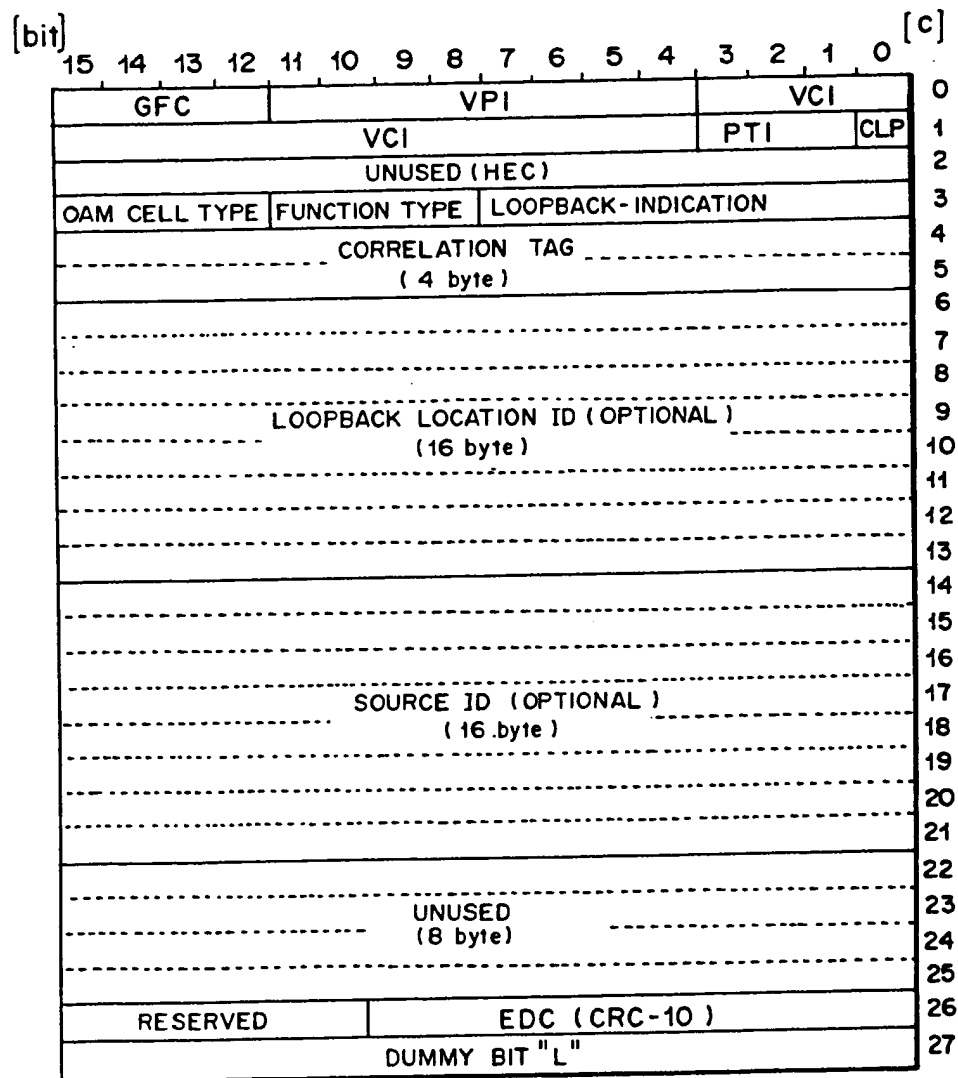 [bit] [c]
15 14 13 12 11 10 9 8 7 6 5 4 3 2 1 0
GFC VPI VCI 0
VCI PTI CLP 1
UNUSED (HEC) 2
OAM CELL TYPE FUNCTION TYPE LOOPBACK-INDICATION 3
CORRELATION TAG 4
(4 byte) 5
6
7
8
LOOPBACK LOCATION ID (OPTIONAL) 9
(16 byte) 10
11
12
13
14
15
16
SOURCE ID (OPTIONAL) 17
(16 .byte) 18
19
20
21
22
UNUSED 23
(8 byte) 24
25
RESERVED EDC (CRC-10) 26
DUMMY BIT "L" 27